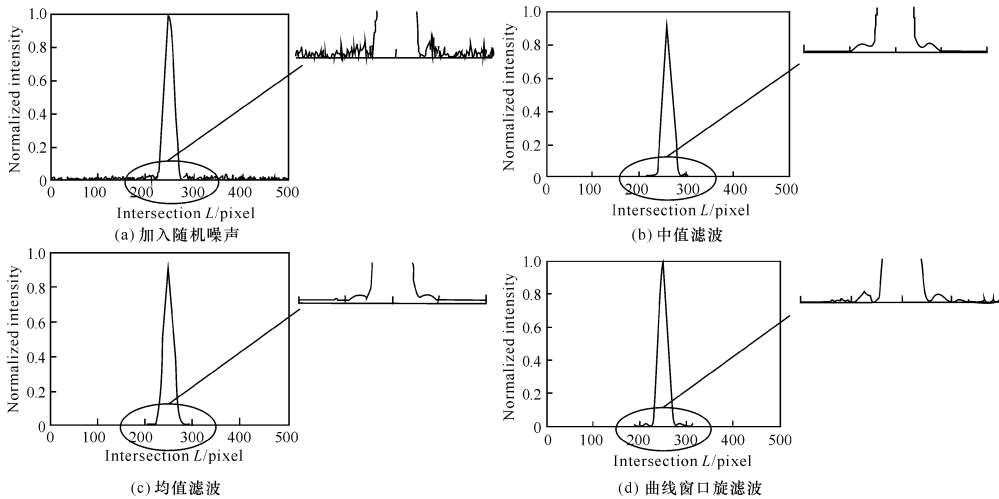 Normalized intensity
1.0
0.8
0.6
0.4
0.2
0
0 100 200 300 400 500
Intersection L/pixel
(a) 加入随机噪声
Normalized intensity
1.0
0.8
0.6
0.4
0.2
0
0 100 200 300 400 500
Intersection L/pixel
(b) 中值滤波
Normalized intensity
1.0
0.8
0.6
0.4
0.2
0
0 100 200 300 400 500
Intersection L/pixel
(c) 均值滤波
Normalized intensity
1.0
0.8
0.6
0.4
0.2
0
0 100 200 300 400 500
Intersection L/pixel
(d) 曲线窗口旋滤波